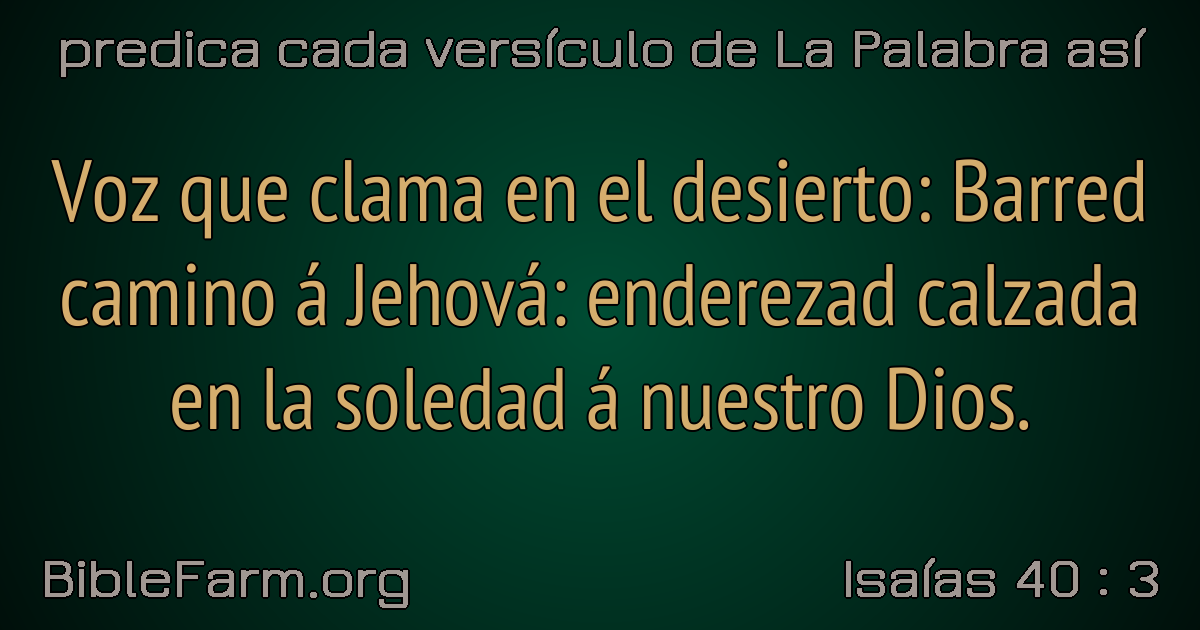 predica cada versículo de La Palabra así
Voz que clama en el desierto: Barred
camino á Jehová: enderezad calzada
en la soledad á nuestro Dios.
BibleFarm.org
Isaías 40 : 3